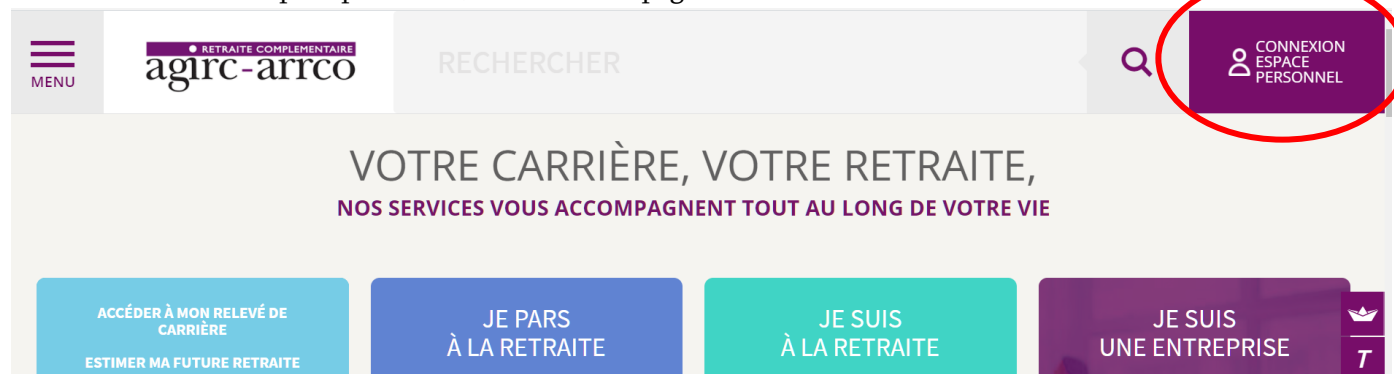 MENU
RETRAITE COMPLEMENTAIRE
agirc-arrco
RECHERCHER
CONNEXION
ESPACE
PERSONNEL
VOTRE CARRIÈRE, VOTRE RETRAITE,
NOS SERVICES VOUS ACCOMPAGNENT TOUT AU LONG DE VOTRE VIE
ACCÉDER À MON RELEVÉ DE
CARRIÈRE
ESTIMER MA FUTURE RETRAITE
JE PARS
À LA RETRAITE
JE SUIS
À LA RETRAITE
JE SUIS
UNE ENTREPRISE
T